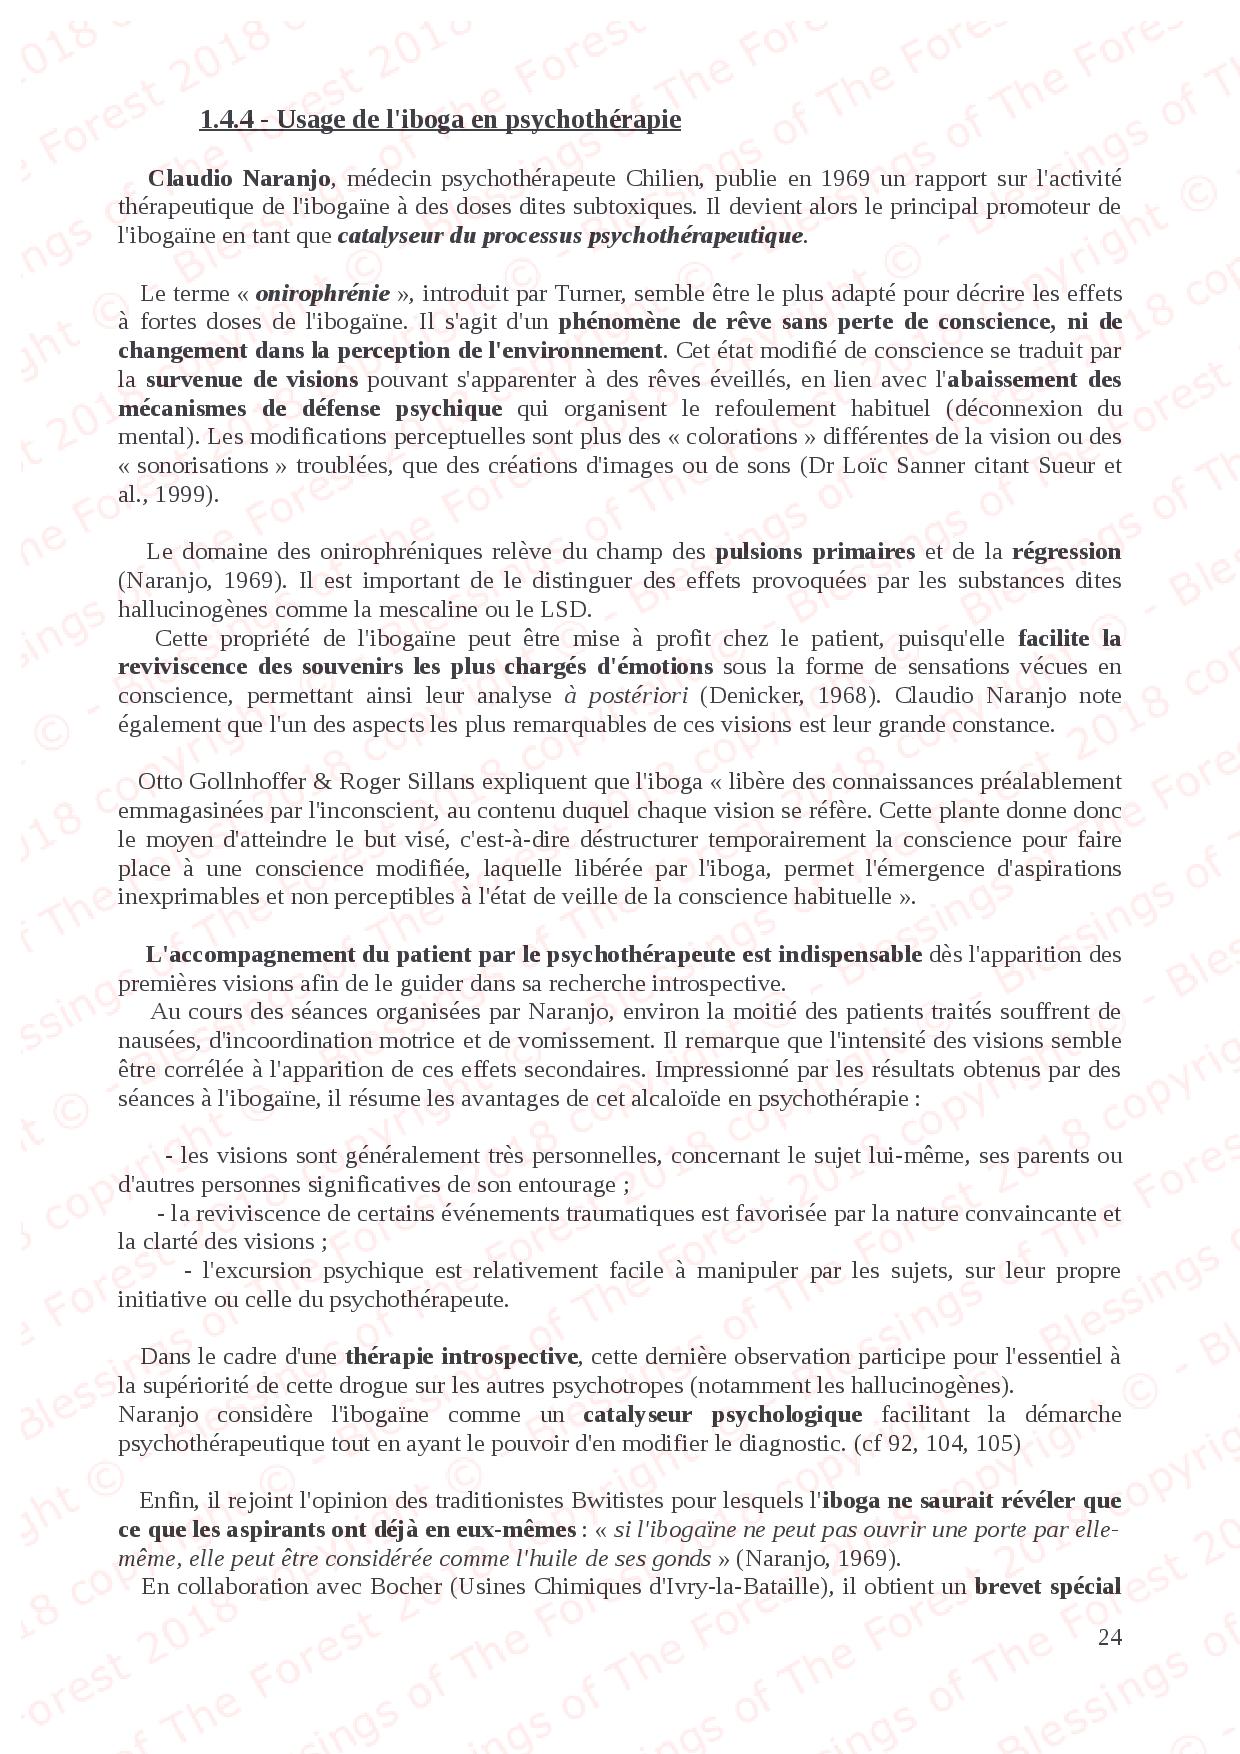 1.4.4 - Usage de l'iboga en psychothérapie
Claudio Naranjo, médecin psychothérapeute Chilien, publie en 1969 un rapport sur l'activité
thérapeutique de l'ibogaïne à des doses dites subtoxiques. Il devient alors le principal promoteur de
l'ibogaïne en tant que catalyseur du processus psychothérapeutique.
Le terme « onirophrénie », introduit par Turner, semble être le plus adapté pour décrire les effets
à fortes doses de l'ibogaïne. Il s'agit d'un phénomène de rêve sans perte de conscience, ni de
changement dans la perception de l'environnement. Cet état modifié de conscience se traduit par
la survenue de visions pouvant s'apparenter à des rêves éveillés, en lien avec l'abaissement des
mécanismes de défense psychique qui organisent le refoulement habituel (déconnexion du
mental). Les modifications perceptuelles sont plus des « colorations » différentes de la vision ou des
« sonorisations » troublées, que des créations d'images ou de sons (Dr Loïc Sanner citant Sueur et
al., 1999).
Le domaine des onirophréniques relève du champ des pulsions primaires et de la régression
(Naranjo, 1969). Il est important de le distinguer des effets provoquées par les substances dites
hallucinogènes comme la mescaline ou le LSD.
Cette propriété de l'ibogaïne peut être mise à profit chez le patient, puisqu'elle facilite la
reviviscence des souvenirs les plus chargés d'émotions sous la forme de sensations vécues en
conscience, permettant ainsi leur analyse à postériori (Denicker, 1968). Claudio Naranjo note
également que l'un des aspects les plus remarquables de ces visions est leur grande constance.
Otto Gollnhoffer & Roger Sillans expliquent que l'iboga « libère des connaissances préalablement
emmagasinées par l'inconscient, au contenu duquel chaque vision se réfère. Cette plante donne donc
le moyen d'atteindre le but visé, c'est-à-dire déstructurer temporairement la conscience pour faire
place à une conscience modifiée, laquelle libérée par l'iboga, permet l'émergence d'aspirations
inexprimables et non perceptibles à l'état de veille de la conscience habituelle ».
L'accompagnement du patient par le psychothérapeute est indispensable dès l'apparition des
premières visions afin de le guider dans sa recherche introspective.
Au cours des séances organisées par Naranjo, environ la moitié des patients traités souffrent de
nausées, d'incoordination motrice et de vomissement. Il remarque que l'intensité des visions semble
être corrélée à l'apparition de ces effets secondaires. Impressionné par les résultats obtenus par des
séances à l'ibogaïne, il résume les avantages de cet alcaloïde en psychothérapie :
- les visions sont généralement très personnelles, concernant le sujet lui-même, ses parents ou
d'autres personnes significatives de son entourage ;
- la reviviscence de certains événements traumatiques est favorisée par la nature convaincante et
la clarté des visions ;
- l'excursion psychique est relativement facile à manipuler par les sujets, sur leur propre
initiative ou celle du psychothérapeute.
Dans le cadre d'une thérapie introspective, cette dernière observation participe pour l'essentiel à
la supériorité de cette drogue sur les autres psychotropes (notamment les hallucinogènes).
Naranjo considère l'ibogaïne comme un catalyseur psychologique facilitant la démarche
psychothérapeutique tout en ayant le pouvoir d'en modifier le diagnostic. (cf 92, 104, 105)
Enfin, il rejoint l'opinion des traditionistes Bwitistes pour lesquels l'iboga ne saurait révéler que
ce que les aspirants ont déjà en eux-mêmes : « si l'ibogaïne ne peut pas ouvrir une porte par elle-
même, elle peut être considérée comme l'huile de ses gonds » (Naranjo, 1969).
En collaboration avec Bocher (Usines Chimiques d'Ivry-la-Bataille), il obtient un brevet spécial
24